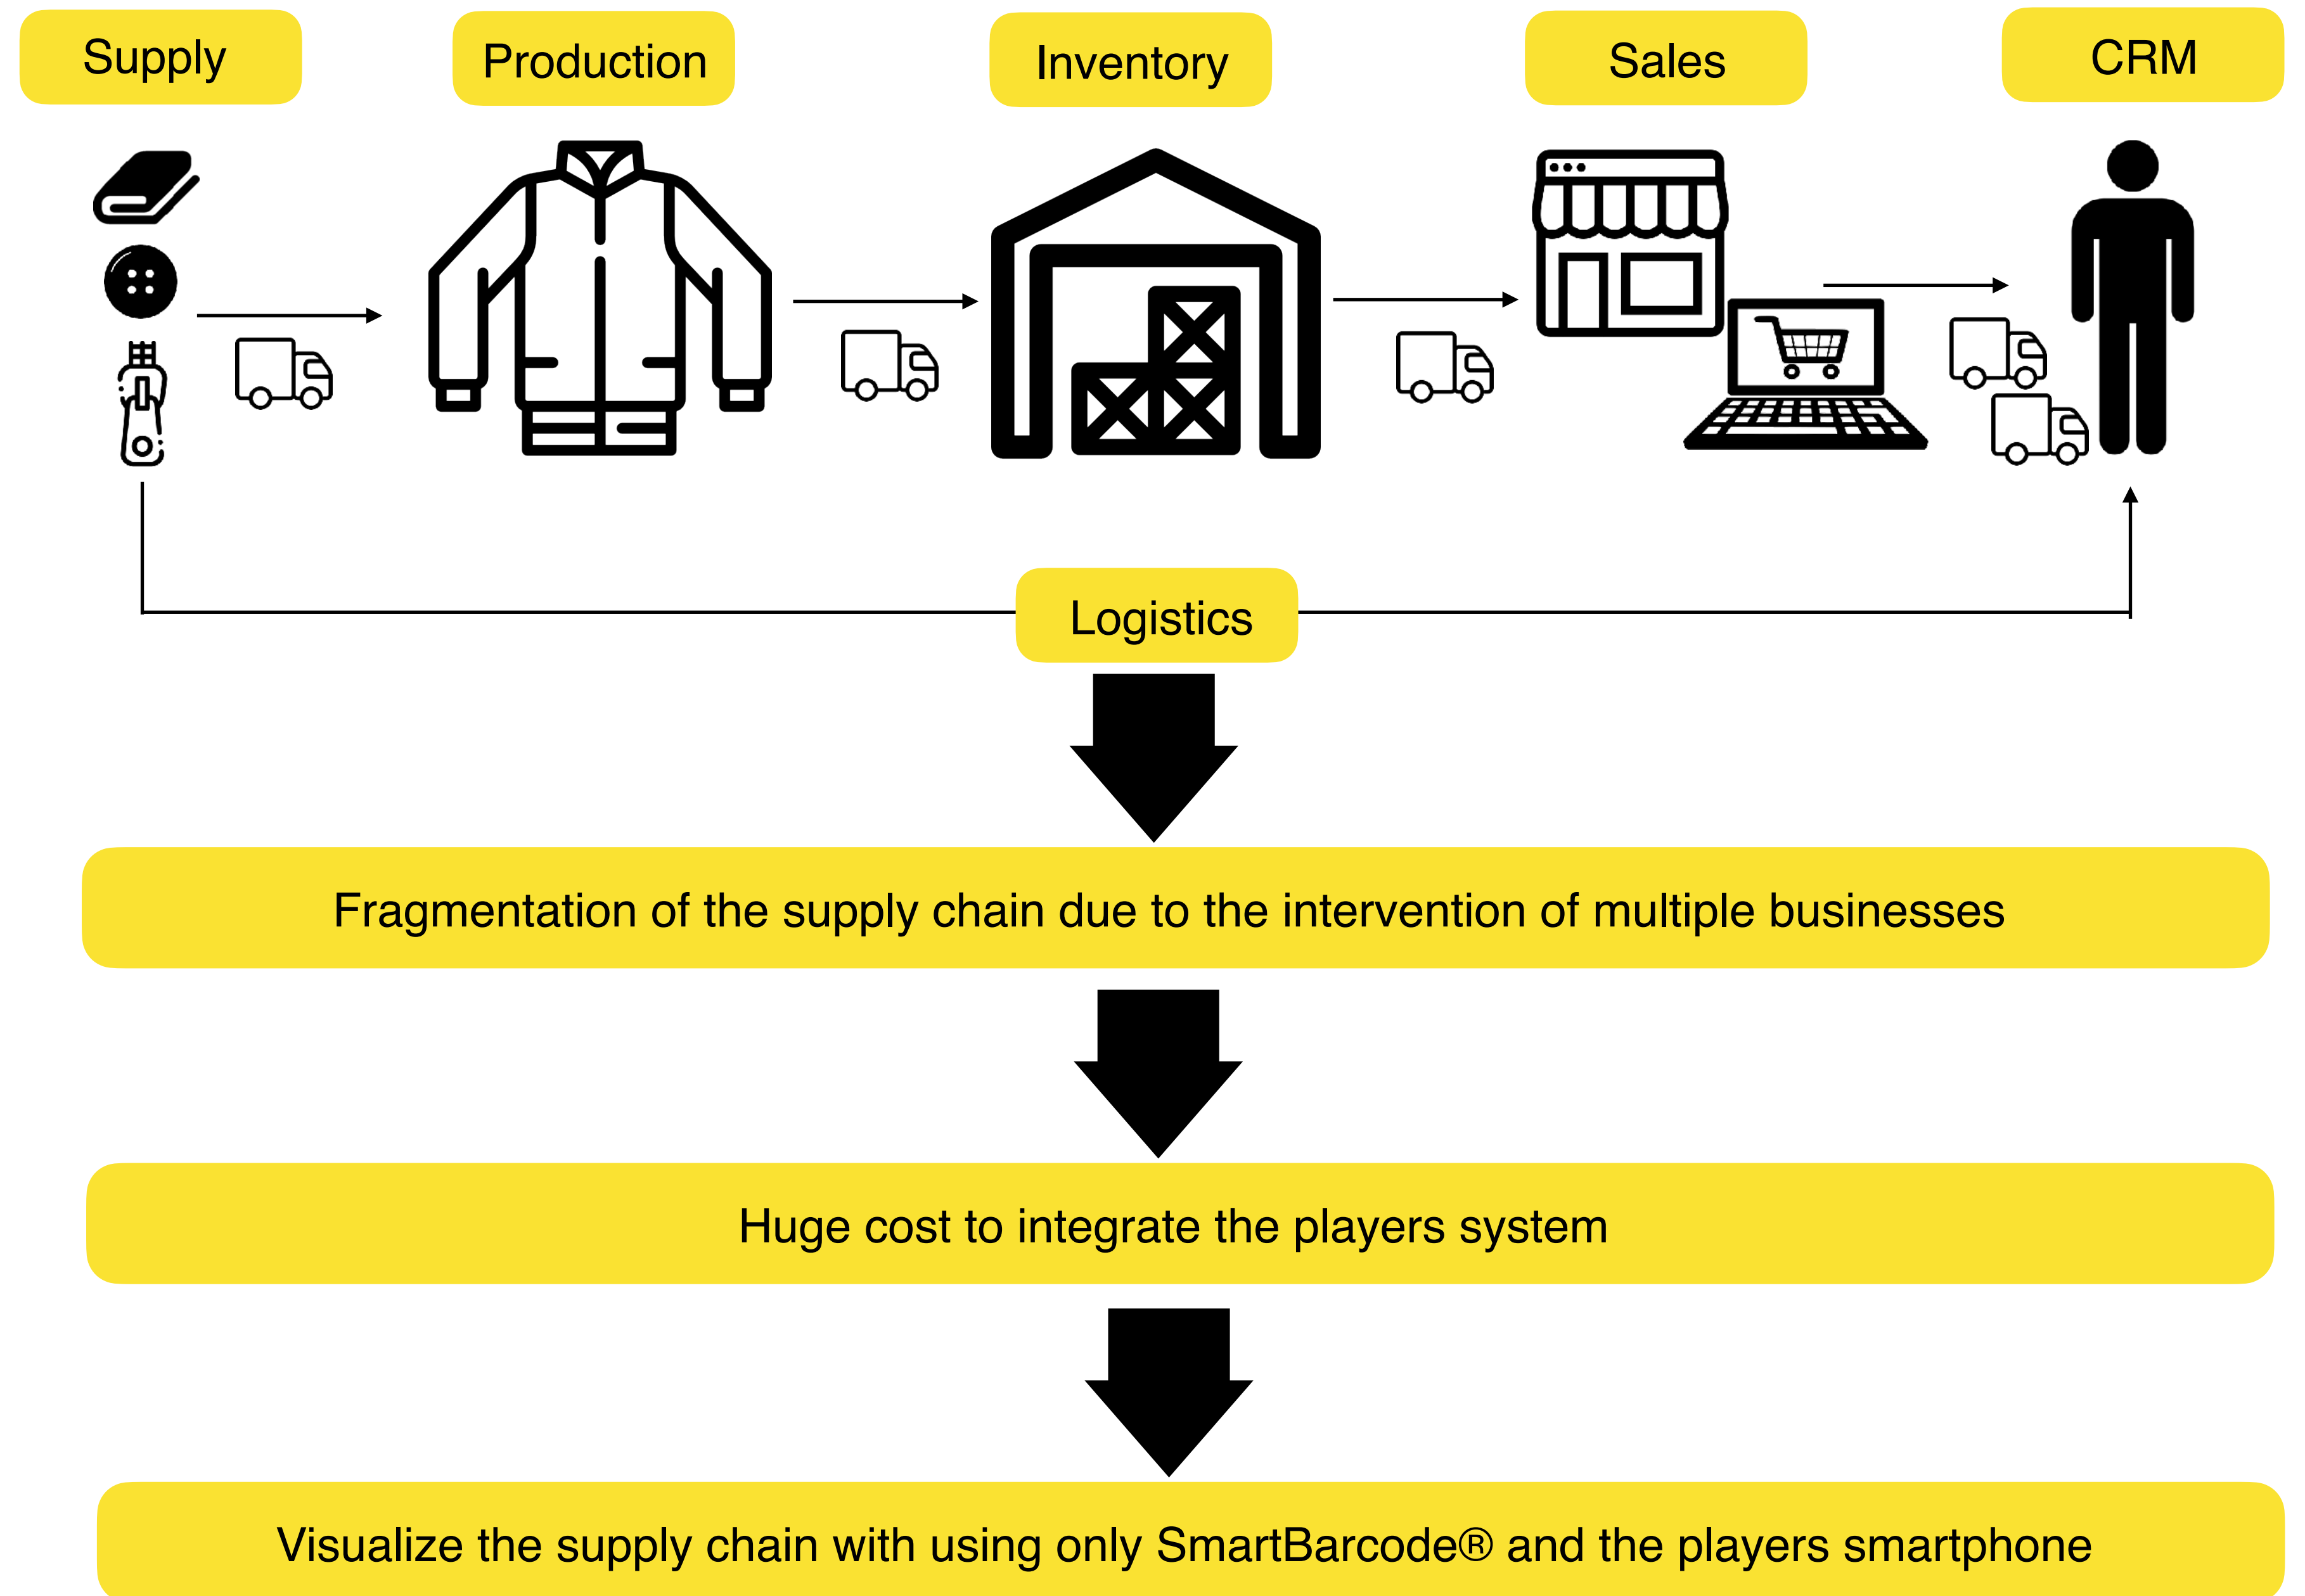 Supply
Production
Inventory
Sales
CRM
Logistics
Fragmentation of the supply chain due to the intervention of multiple businesses
Huge cost to integrate the players system
Visualize the supply chain with using only SmartBarcode® and the players smartphone